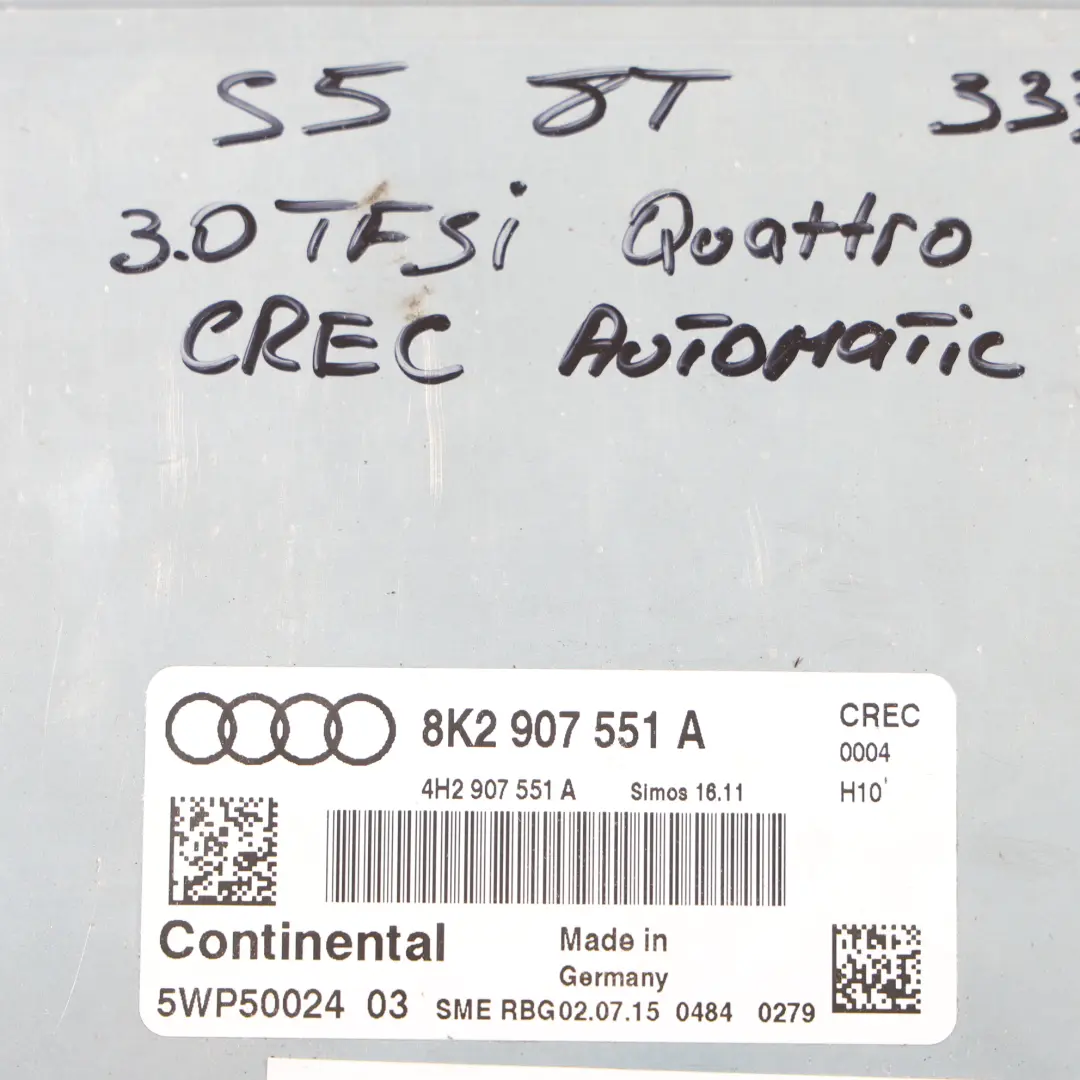 S5 8T 333
3.0 TFSi Quattro
CREC AUTOMATIC
8K2 907 551 A
CREC
0004
4H2 907 551 A Simos 16.11
H10'
Continental
Made in
Germany
5WP50024 03 SME RBG 02.07.15 0484 0279